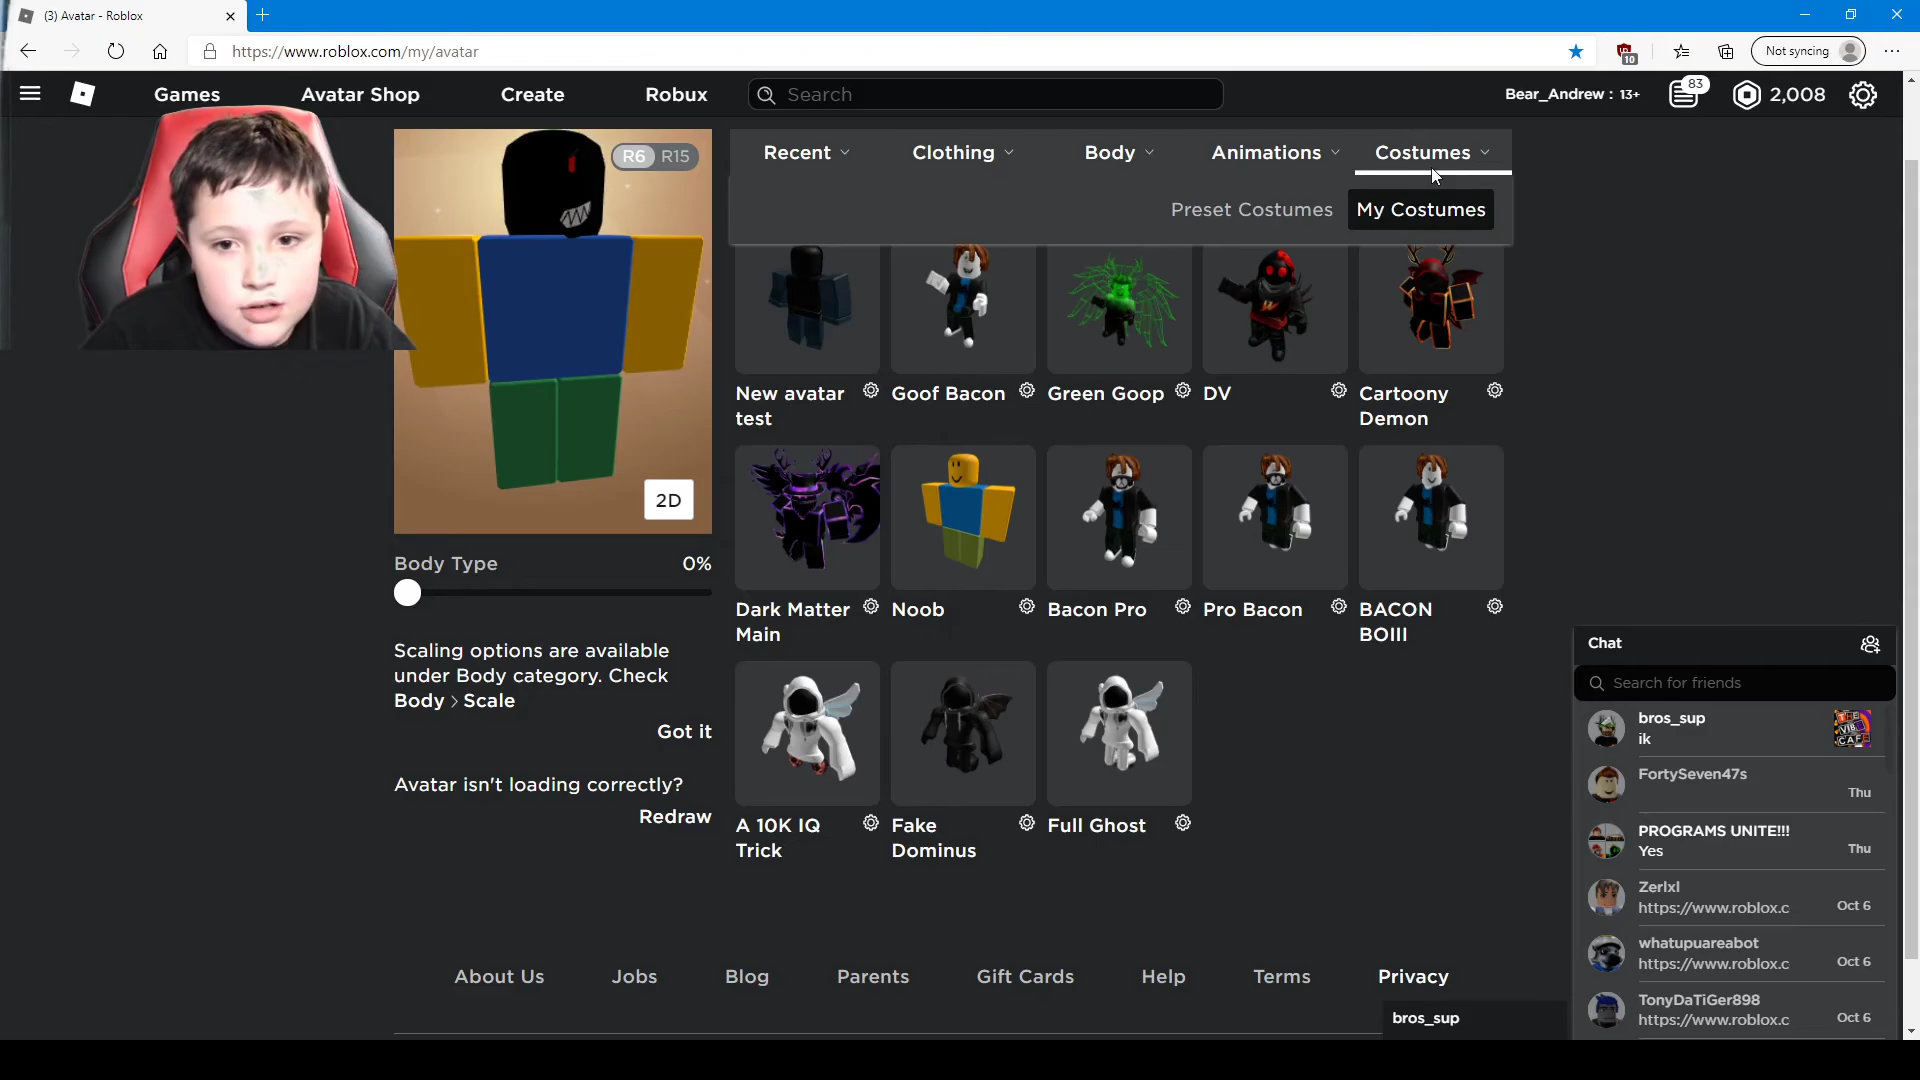 (3) Avatar - Roblox
https://www.roblox.com/my/avatar
10
Not syncing
Games
Avatar Shop
Create
Robux
Search
Bear_Andrew : 13+
83
2,008
R6 R15
Recent
Clothing
Body
Animations
Costumes
Preset Costumes
My Costumes
New avatar test
Goof Bacon
Green Goop
DV
Cartoony Demon
2D
Body Type
0%
Dark Matter Main
Noob
Bacon Pro
Pro Bacon
BACON BOIII
Scaling options are available
under Body category. Check
Body > Scale
Got it
Avatar isn't loading correctly?
Redraw
A 10K IQ Trick
Fake Dominus
Full Ghost
Chat
Search for friends
bros_sup
ik
THE VIBE CAFE
FortySeven47s
Thu
PROGRAMS UNITE!!!
Yes
Thu
Zerlxl
https://www.roblox.c
Oct 6
whatupuareabot
https://www.roblox.c
Oct 6
TonyDaTiGer898
https://www.roblox.c
Oct 6
About Us
Jobs
Blog
Parents
Gift Cards
Help
Terms
Privacy
bros_sup